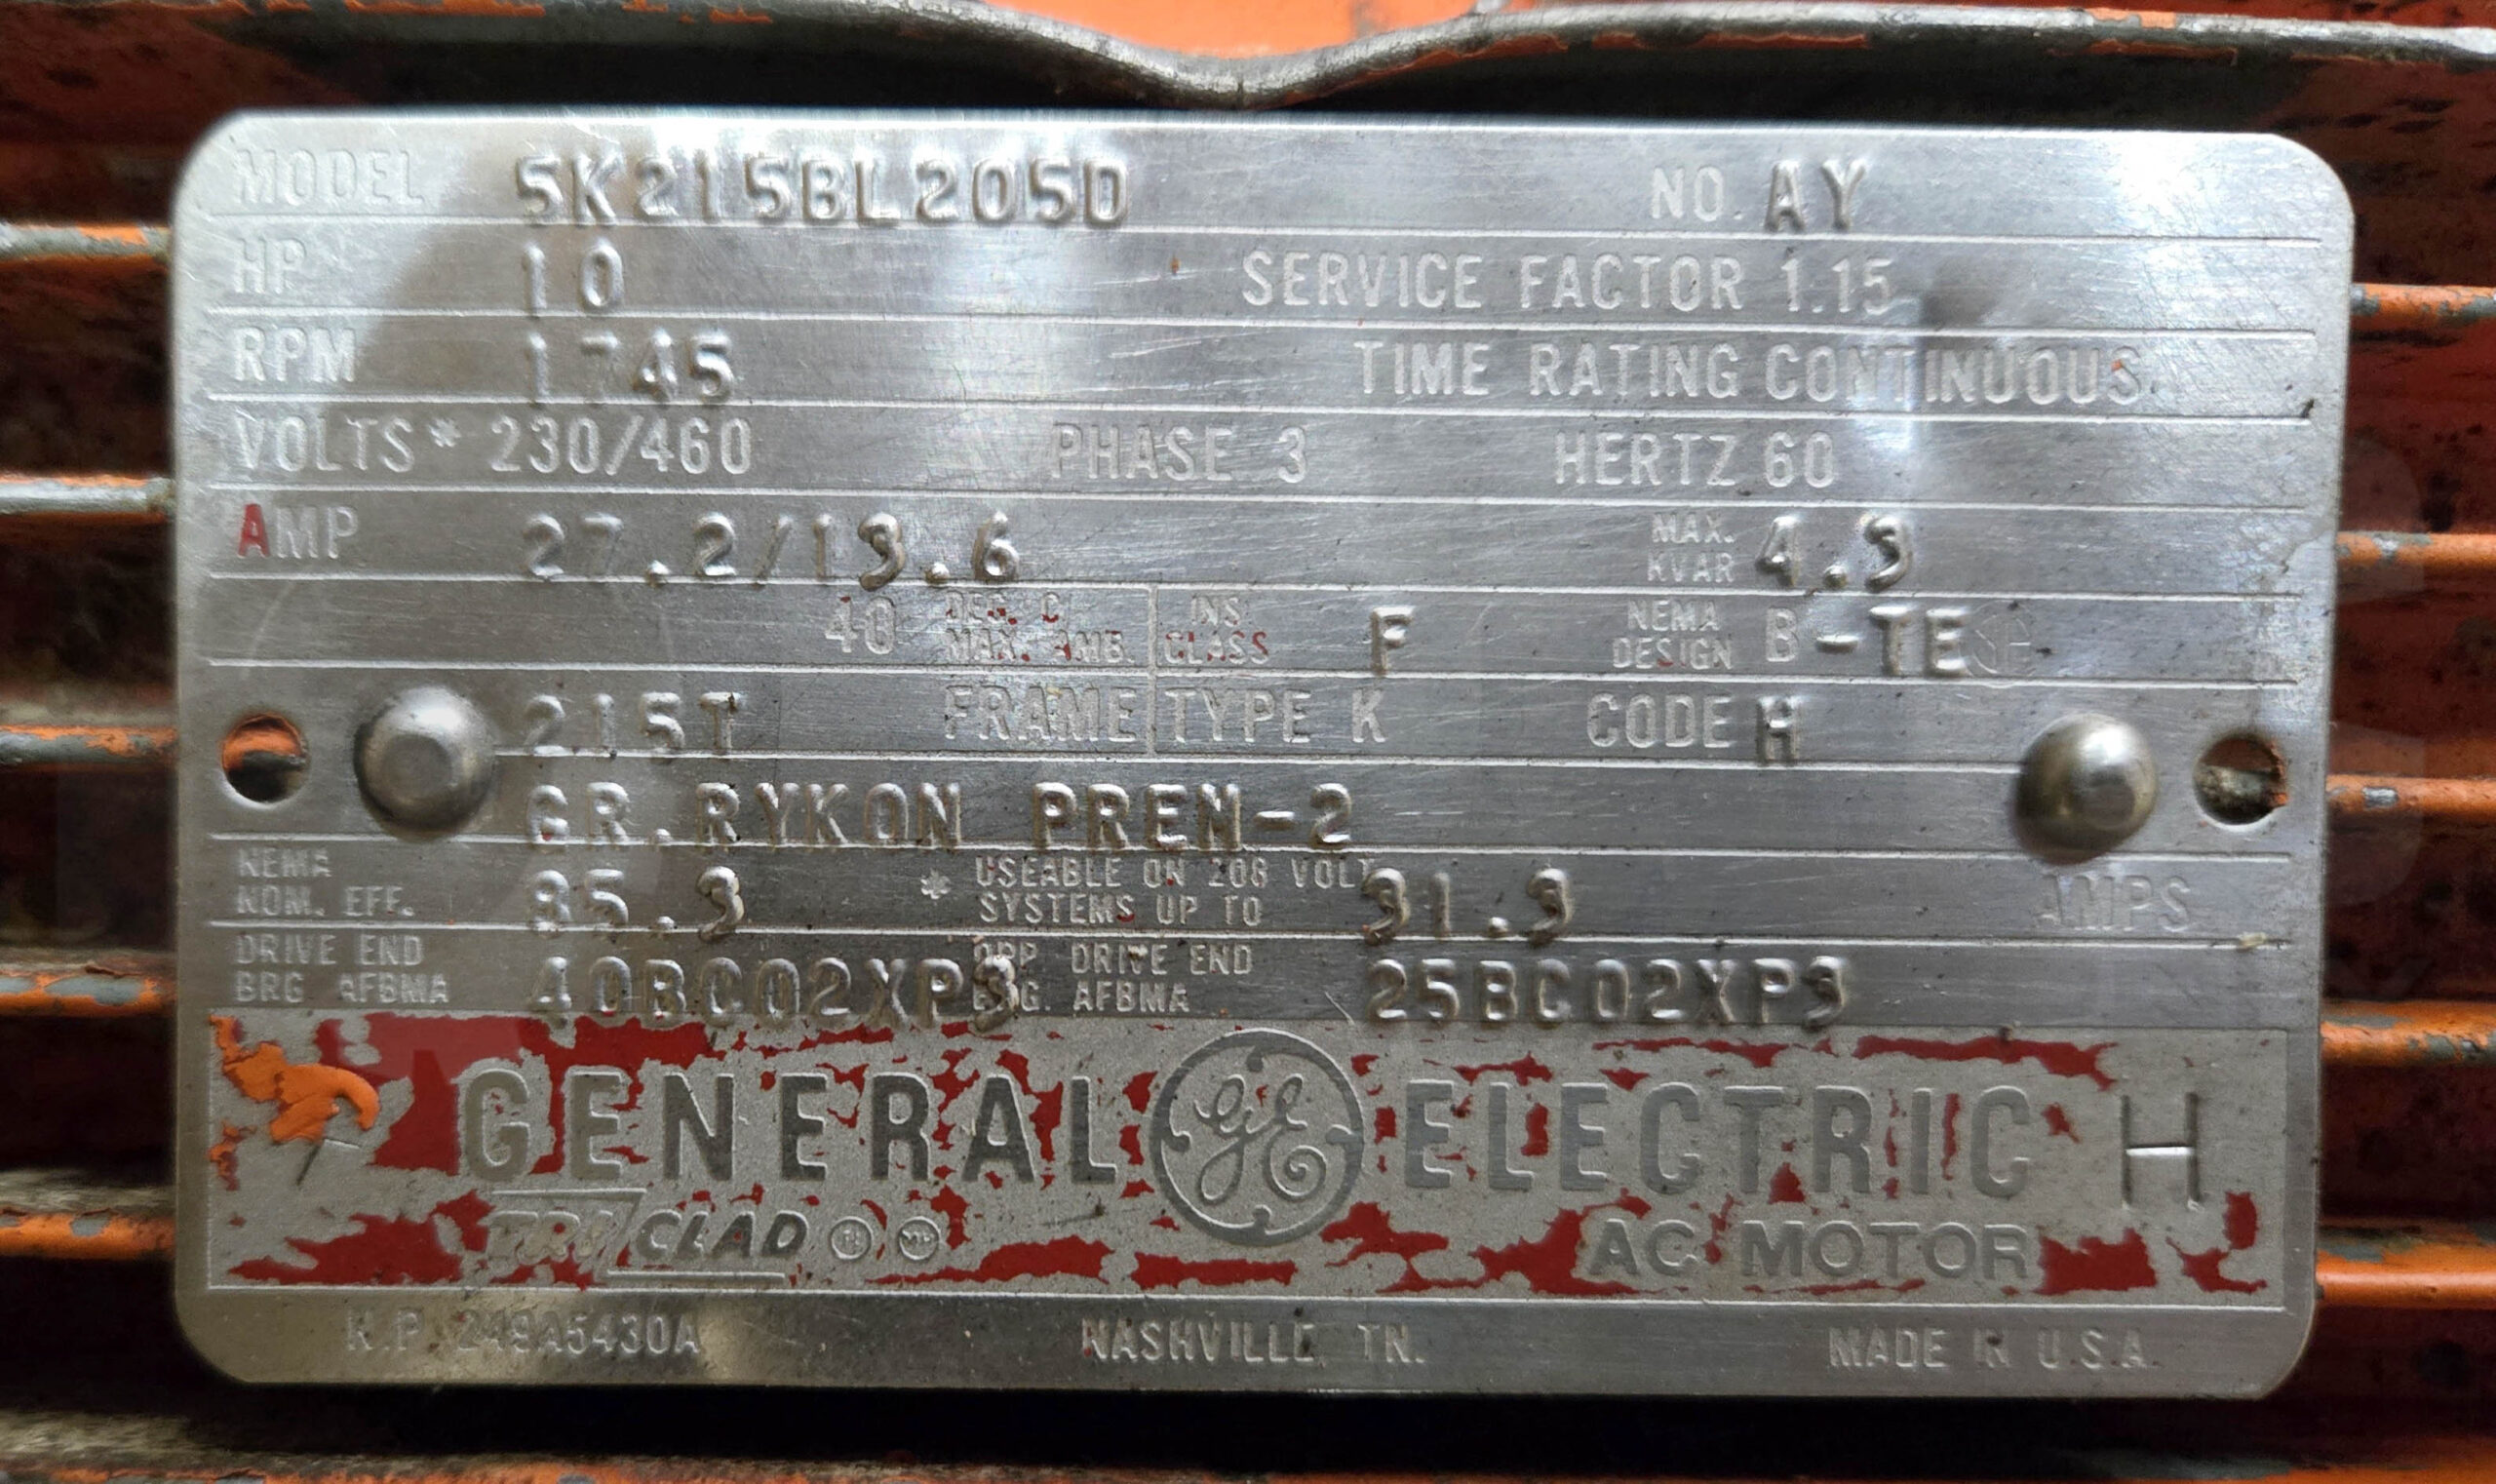 MODEL 5K215BL205D NO. AY
HP 10 SERVICE FACTOR 1.15
RPM 1745 TIME RATING CONTINUOUS
VOLTS* 230/460 PHASE 3 HERTZ 60
AMP 27.2/13.6 MAX. KVAR 4.3
40 DEG. C MAX. AMB. INS CLASS F NEMA DESIGN B-TE
215T FRAME TYPE K CODE H
GR.RYKON PREM-2
NEMA NOM. EFF. 85.3 * USEABLE ON 208 VOLT SYSTEMS UP TO 31.3 AMPS
DRIVE END BRG AFBMA 40BC02XP3 OPP DRIVE END BRG. AFBMA 25BC02XP3
GENERAL GE ELECTRIC H
TRI CLAD AC MOTOR
N.P. 249A5430A NASHVILLE, TN. MADE IN U.S.A.